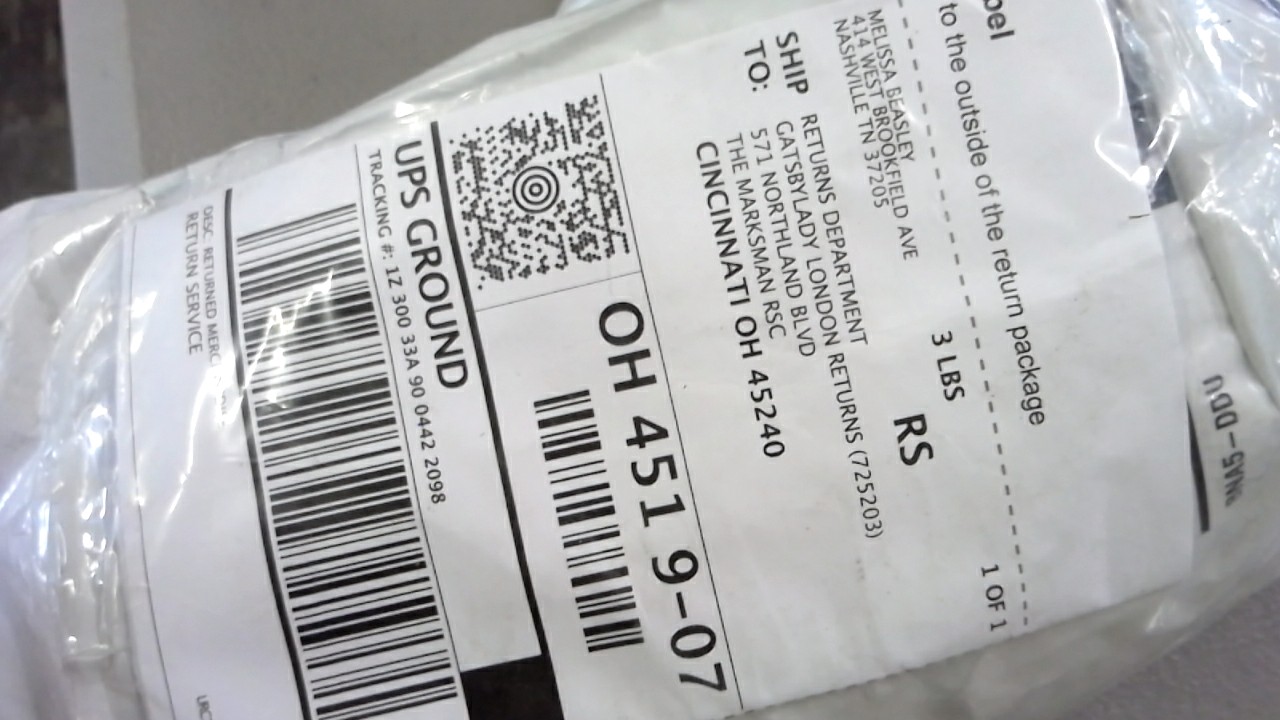 bel
to the outside of the return package
MELISSA BEASLEY
414 WEST BROOKFIELD AVE
NASHVILLE TN 37205
3 LBS
1 OF 1
RS
SHIP
TO:
RETURNS DEPARTMENT
GATSBYLADY LONDON RETURNS (725203)
571 NORTHLAND BLVD
THE MARKSMAN RSC
CINCINNATI OH 45240
OH 451 9-07
UPS GROUND
TRACKING #: 1Z 300 33A 90 0442 2098
DESC: RETURNED
RETURN SERVICE